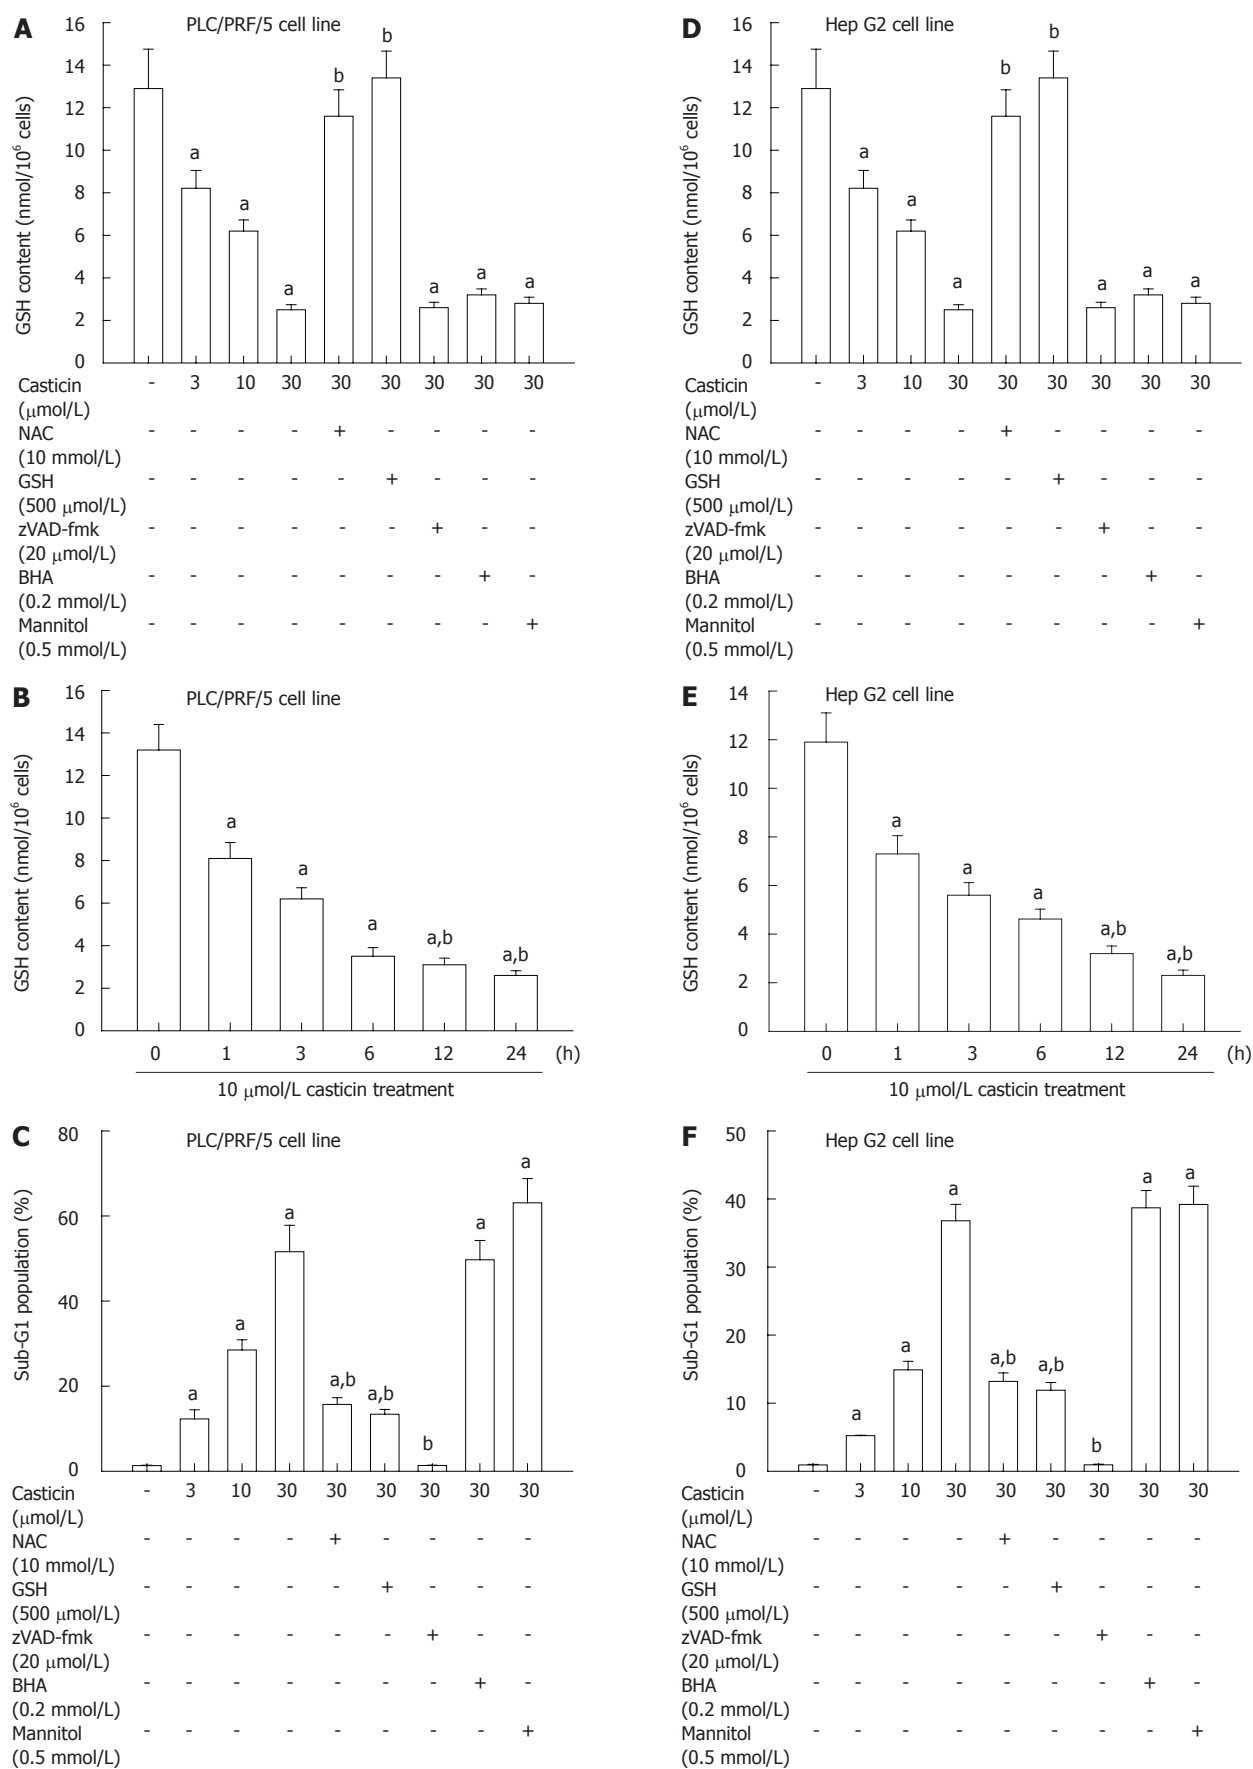 A
PLC/PRF/5 cell line
GSH content (nmol/10⁶ cells)
16
14
12
10
8
6
4
2
0
a
a
a
b
b
a
a
a
Casticin - 3 10 30 30 30 30 30 30
(μmol/L)
NAC - - - - + - - - -
(10 mmol/L)
GSH - - - - - + - - -
(500 μmol/L)
zVAD-fmk - - - - - - + - -
(20 μmol/L)
BHA - - - - - - - + -
(0.2 mmol/L)
Mannitol - - - - - - - - +
(0.5 mmol/L)
B
PLC/PRF/5 cell line
GSH content (nmol/10⁶ cells)
16
14
12
10
8
6
4
2
0
a
a
a
a,b
a,b
0 1 3 6 12 24 (h)
10 μmol/L casticin treatment
C
PLC/PRF/5 cell line
Sub-G1 population (%)
80
60
40
20
0
a
a
a
a,b
a,b
b
a
a
Casticin - 3 10 30 30 30 30 30 30
(μmol/L)
NAC - - - - + - - - -
(10 mmol/L)
GSH - - - - - + - - -
(500 μmol/L)
zVAD-fmk - - - - - - + - -
(20 μmol/L)
BHA - - - - - - - + -
(0.2 mmol/L)
Mannitol - - - - - - - - +
(0.5 mmol/L)
D
Hep G2 cell line
GSH content (nmol/10⁶ cells)
16
14
12
10
8
6
4
2
0
a
a
a
b
b
a
a
a
Casticin - 3 10 30 30 30 30 30 30
(μmol/L)
NAC - - - - + - - - -
(10 mmol/L)
GSH - - - - - + - - -
(500 μmol/L)
zVAD-fmk - - - - - - + - -
(20 μmol/L)
BHA - - - - - - - + -
(0.2 mmol/L)
Mannitol - - - - - - - - +
(0.5 mmol/L)
E
Hep G2 cell line
GSH content (nmol/10⁶ cells)
14
12
10
8
6
4
2
0
a
a
a
a,b
a,b
0 1 3 6 12 24 (h)
10 μmol/L casticin treatment
F
Hep G2 cell line
Sub-G1 population (%)
50
40
30
20
10
0
a
a
a
a,b
a,b
b
a
a
Casticin - 3 10 30 30 30 30 30 30
(μmol/L)
NAC - - - - + - - - -
(10 mmol/L)
GSH - - - - - + - - -
(500 μmol/L)
zVAD-fmk - - - - - - + - -
(20 μmol/L)
BHA - - - - - - - + -
(0.2 mmol/L)
Mannitol - - - - - - - - +
(0.5 mmol/L)